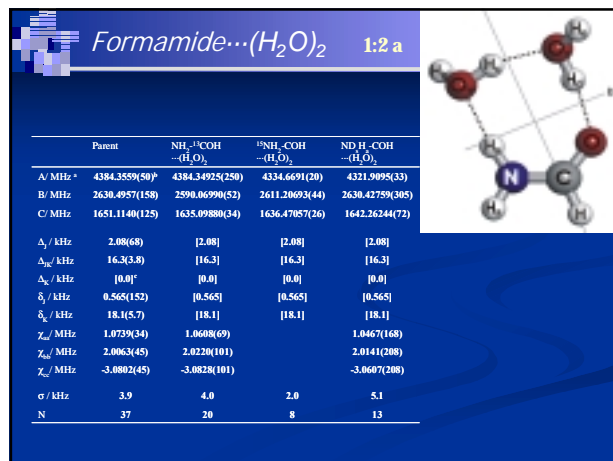 Formamide···(H2O)2 1:2 a
Parent NH2-13COH 15NH2-COH NDaHa-COH
···(H2O)2 ···(H2O)2 ···(H2O)2
A/ MHz a 4384.3559(50)b 4384.34925(250) 4334.6691(20) 4321.9095(33)
B/ MHz 2630.4957(158) 2590.06990(52) 2611.20693(44) 2630.42759(305)
C/ MHz 1651.1140(125) 1635.09880(34) 1636.47057(26) 1642.26244(72)
ΔJ / kHz 2.08(68) [2.08] [2.08] [2.08]
ΔJK / kHz 16.3(3.8) [16.3] [16.3] [16.3]
ΔK / kHz [0.0]c [0.0] [0.0] [0.0]
δJ / kHz 0.565(152) [0.565] [0.565] [0.565]
δK / kHz 18.1(5.7) [18.1] [18.1] [18.1]
χaa/ MHz 1.0739(34) 1.0608(69) 1.0467(168)
χbb/ MHz 2.0063(45) 2.0220(101) 2.0141(208)
χcc/ MHz -3.0802(45) -3.0828(101) -3.0607(208)
σ / kHz 3.9 4.0 2.0 5.1
N 37 20 8 13
O
H
H
O
H
H
H
O
N
C
H
H